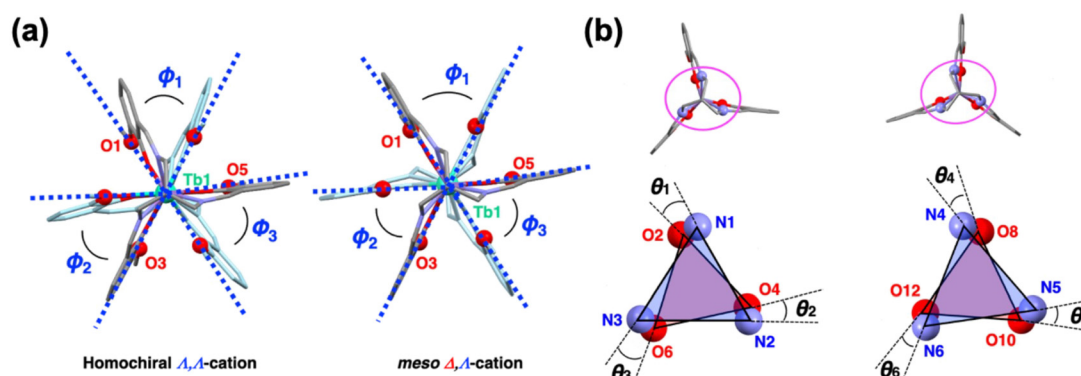 (a)
(b)
ϕ1
ϕ1
O1
Tb1
O5
ϕ2
O3
ϕ3
O1
O5
Tb1
ϕ2
O3
ϕ3
Homochiral Λ,Λ-cation
meso Δ,Λ-cation
θ1
N1
O2
O4
θ2
N3
O6
N2
θ3
θ4
N4
O8
N5
O12
θ
N6
O10
θ6